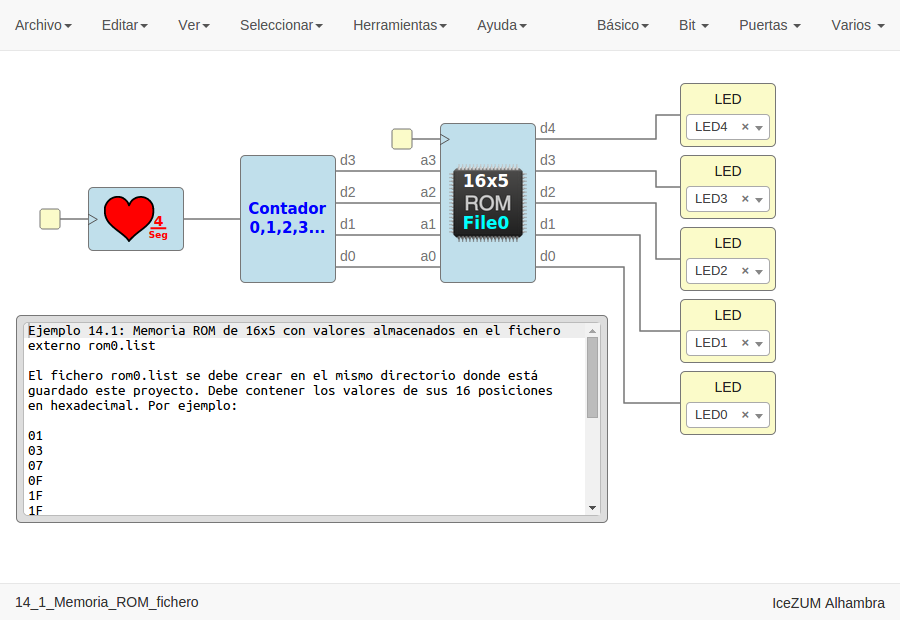 Archivo Editar Ver Seleccionar Herramientas Ayuda Básico Bit Puertas Varios
4
Seg
Contador
0,1,2,3...
d3
d2
d1
d0
a3
a2
a1
a0
16x5
ROM
File0
d4
d3
d2
d1
d0
LED
LED4 ×
LED
LED3 ×
LED
LED2 ×
LED
LED1 ×
LED
LED0 ×
Ejemplo 14.1: Memoria ROM de 16x5 con valores almacenados en el fichero
externo rom0.list
El fichero rom0.list se debe crear en el mismo directorio donde está
guardado este proyecto. Debe contener los valores de sus 16 posiciones
en hexadecimal. Por ejemplo:
01
03
07
0F
1F
1F
14_1_Memoria_ROM_fichero IceZUM Alhambra